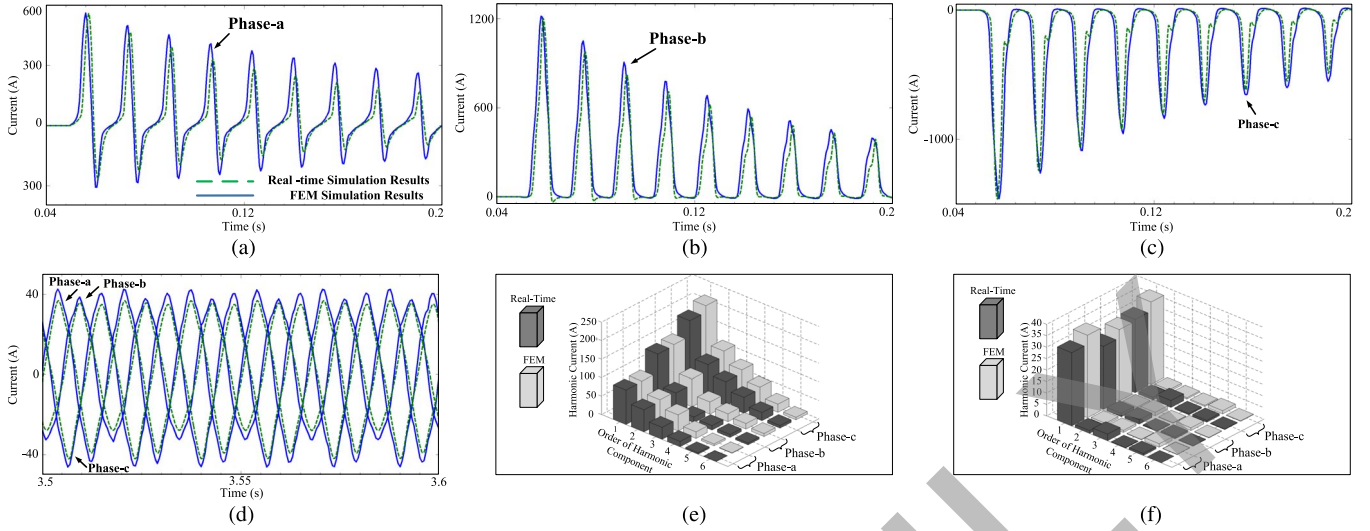 (a)
600
300
0
300
Current (A)
Phase-a
Real -time Simulation Results
FEM Simulation Results
0.04
0.12
0.2
Time (s)
(b)
1200
600
0
Current (A)
Phase-b
0.04
0.12
0.2
Time (s)
0
-1000
Current (A)
Phase-c
0.04
0.12
0.2
Time (s)
(c)
40
0
-40
Current (A)
Phase-a
Phase-b
Phase-c
3.5
3.55
3.6
Time (s)
(d)
Real-Time
FEM
Harmonic Current (A)
250
200
150
100
50
0
1
2
3
4
5
6
Order of Harmonic
Component
Phase-a
Phase-b
Phase-c
(e)
Real-Time
FEM
Harmonic Current (A)
40
35
30
25
20
15
10
5
0
1
2
3
4
5
6
Order of Harmonic
Component
Phase-a
Phase-b
Phase-c
(f)